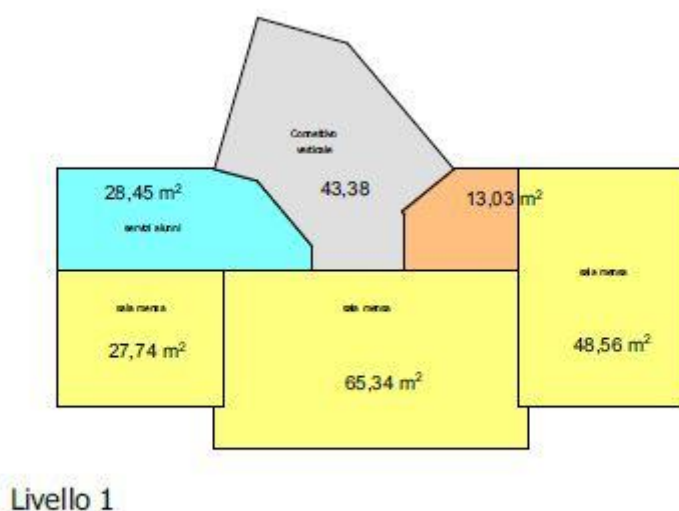 Connettivo
verticale
43,38
28,45 m²
servizi alunni
13,03 m²
sala mensa
48,56 m²
sala mensa
27,74 m²
sala mensa
65,34 m²
Livello 1